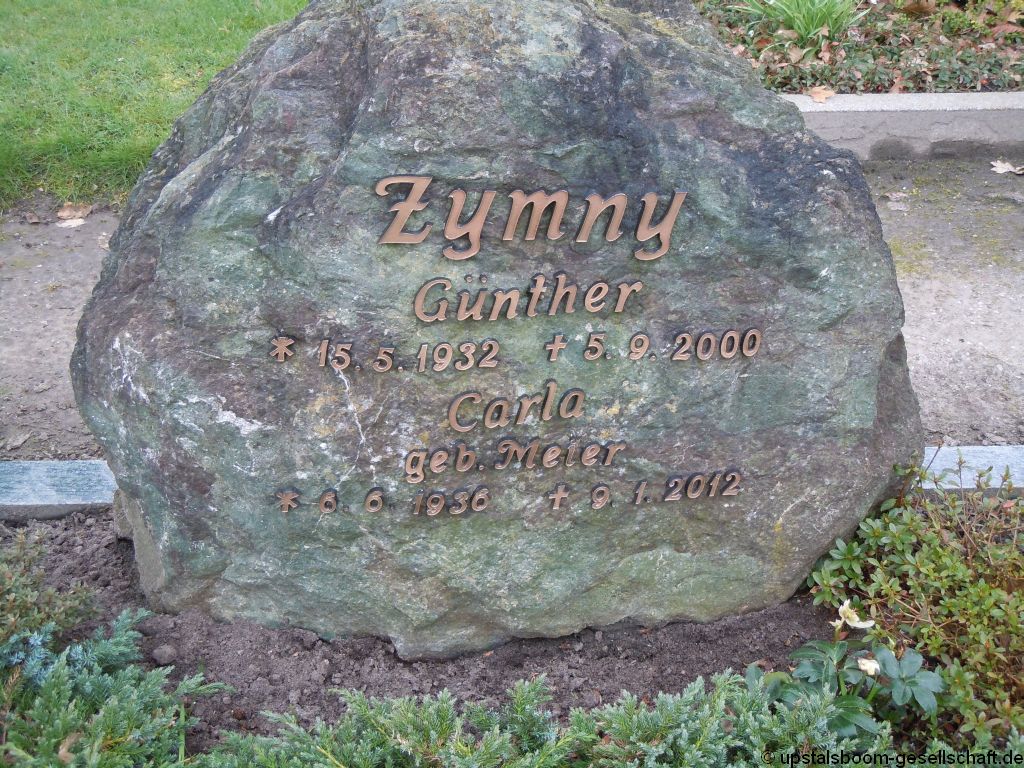 Zymny
Günther
* 15. 5. 1932 † 5. 9. 2000
Carla
geb. Meier
* 6. 6. 1936 † 9. 1. 2012
© upstalsboom-gesellschaft.de